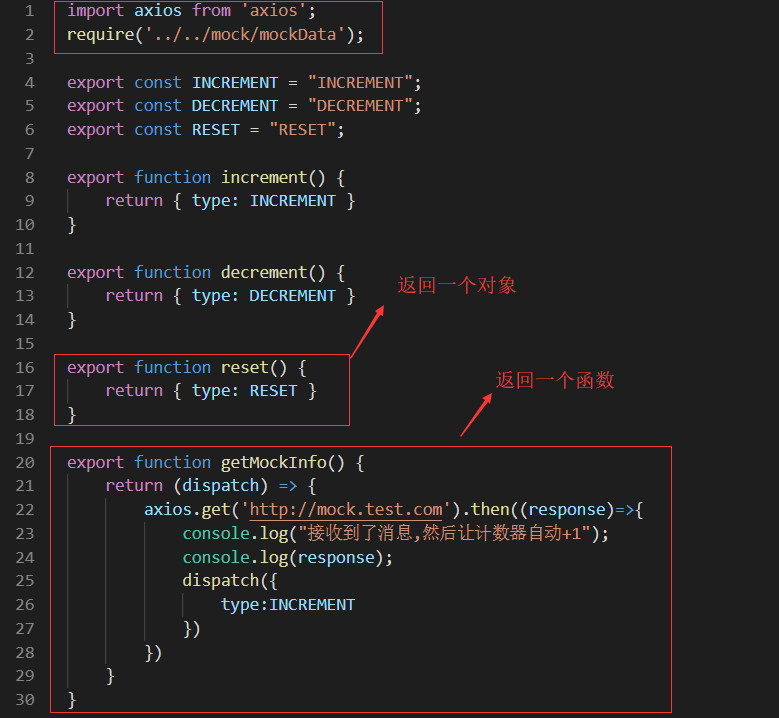 1 import axios from 'axios';
2 require('../../mock/mockData');
3
4 export const INCREMENT = "INCREMENT";
5 export const DECREMENT = "DECREMENT";
6 export const RESET = "RESET";
7
8 export function increment() {
9 return { type: INCREMENT }
10 }
11
12 export function decrement() {
返回一个对象
13 return { type: DECREMENT }
14 }
15
16 export function reset() {
返回一个函数
17 return { type: RESET }
18 }
19
20 export function getMockInfo() {
21 return (dispatch) => {
22 axios.get('http://mock.test.com').then((response)=>{
23 console.log("接收到了消息,然后让计数器自动+1");
24 console.log(response);
25 dispatch({
26 type:INCREMENT
27 })
28 })
29 }
30 }